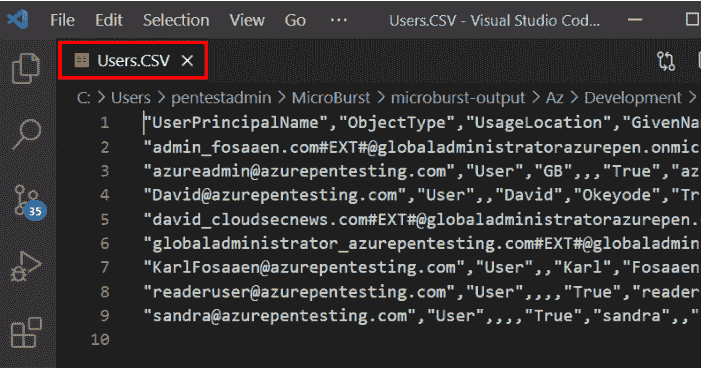 File Edit Selection View Go ... Users.CSV - Visual Studio Cod...
Users.CSV
C: > Users > pentestadmin > MicroBurst > microburst-output > Az > Development >
1 "UserPrincipalName","ObjectType","UsageLocation","GivenNa
2 "admin_fosaaen.com#EXT#@globaladministratorazurepen.onmic
3 "azureadmin@azurepentesting.com","User","GB",,,"True","az
4 "David@azurepentesting.com","User",,"David","Okeyode","Tr
5 "david_cloudsecnews.com#EXT#@globaladministratorazurepen.
6 "globaladministrator_azurepentesting.com#EXT#@globaladmin
7 "KarlFosaaen@azurepentesting.com","User",,"Karl","Fosaaen
8 "readeruser@azurepentesting.com","User",,,,"True","reader
9 "sandra@azurepentesting.com","User",,,,"True","sandra",,"
10
35